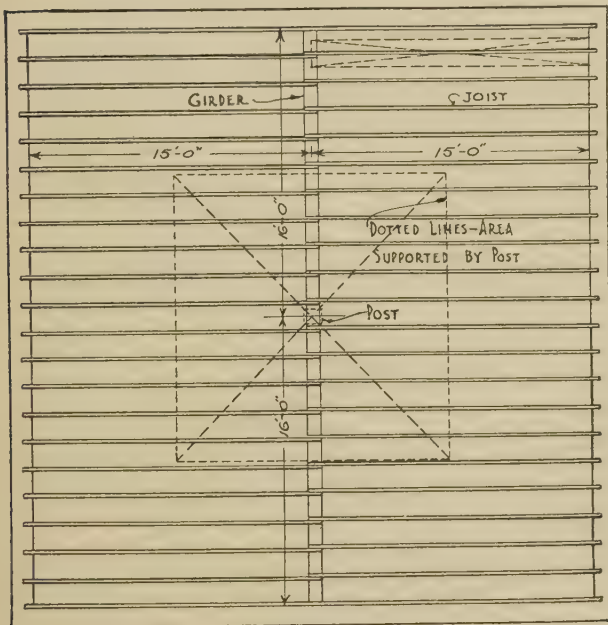 GIRDER
℄ JOIST
15'-0"
15'-0"
16'-0"
DOTTED LINES-AREA
SUPPORTED BY POST
POST
16'-0"